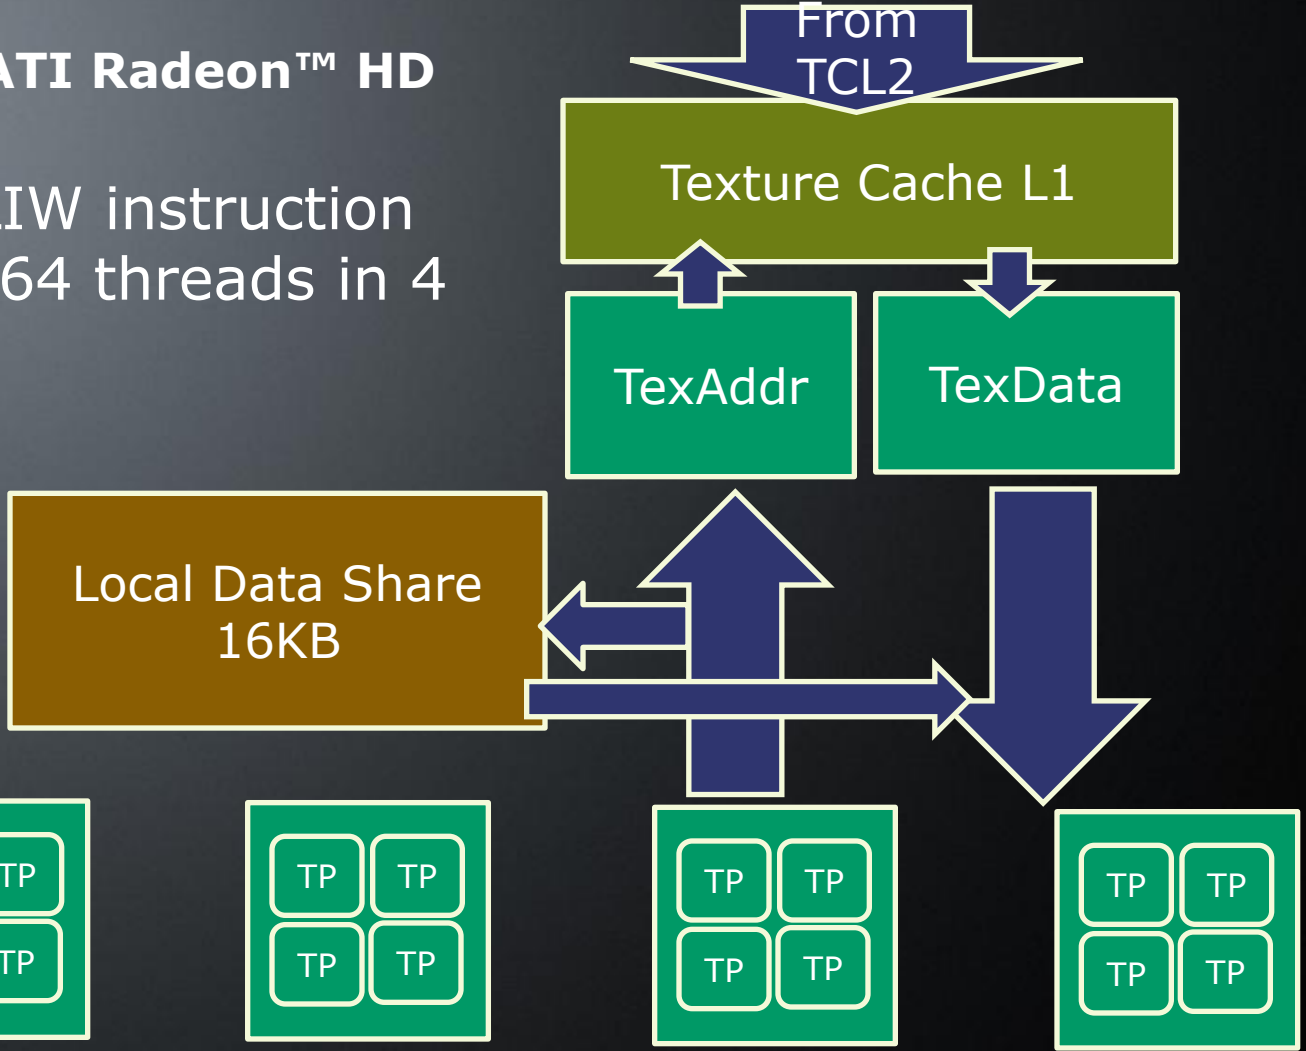 ATI Radeon™ HD
LIW instruction
64 threads in 4
From
TCL2
Texture Cache L1
TexAddr
TexData
Local Data Share
16KB
TP
TP
TP TP
TP TP
TP TP
TP TP
TP TP
TP TP